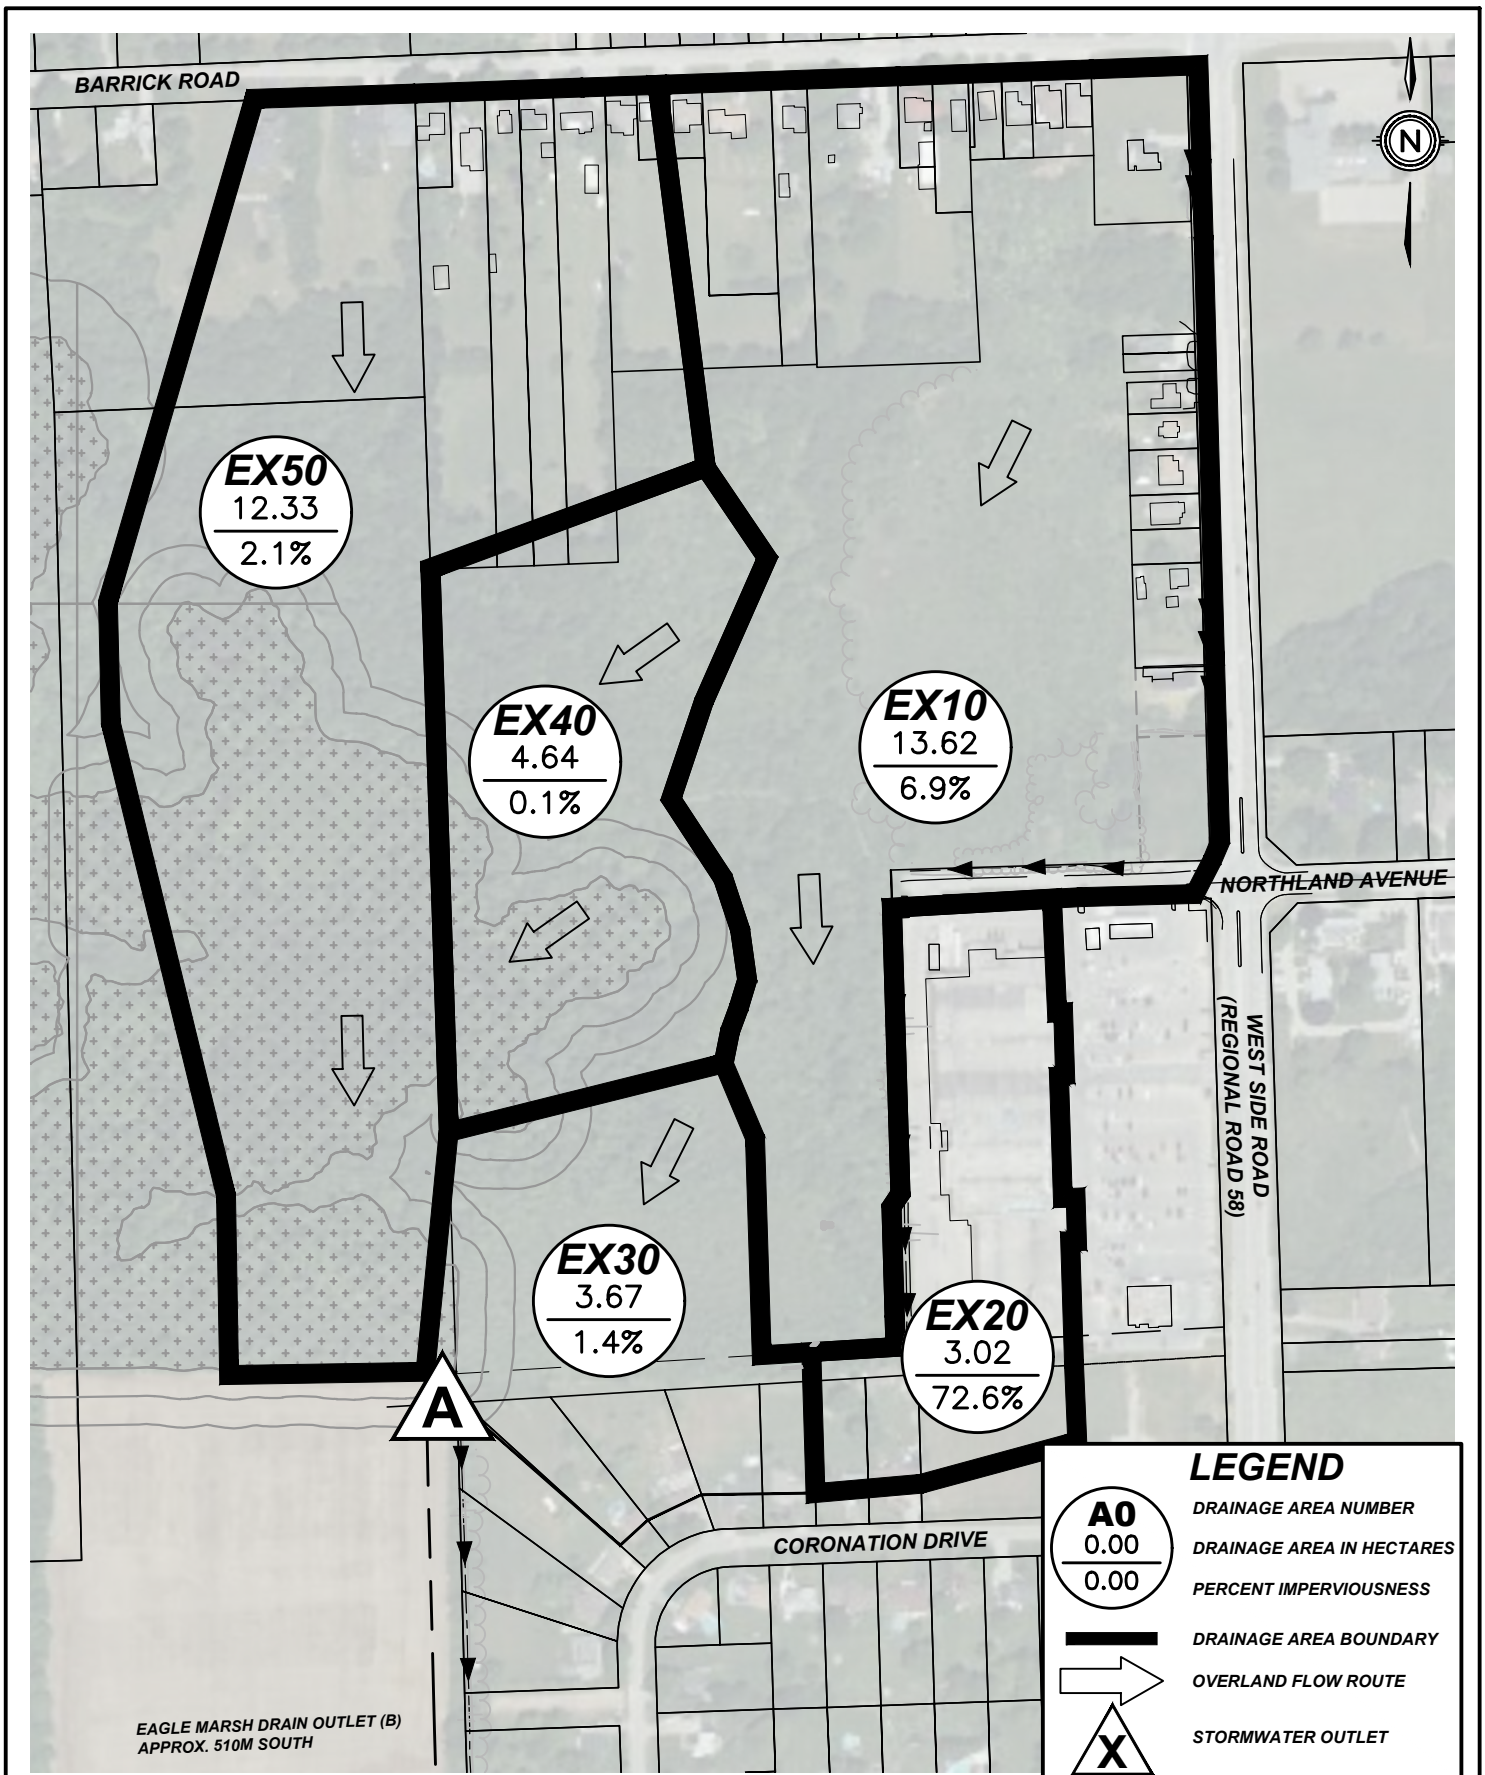 BARRICK ROAD
N
EX50
12.33
2.1%
EX40
4.64
0.1%
EX10
13.62
6.9%
NORTHLAND AVENUE
WEST SIDE ROAD
(REGIONAL ROAD 58)
EX30
3.67
1.4%
EX20
3.02
72.6%
A
CORONATION DRIVE
EAGLE MARSH DRAIN OUTLET (B)
APPROX. 510M SOUTH
LEGEND
A0
0.00
0.00
DRAINAGE AREA NUMBER
DRAINAGE AREA IN HECTARES
PERCENT IMPERVIOUSNESS
DRAINAGE AREA BOUNDARY
OVERLAND FLOW ROUTE
X
STORMWATER OUTLET